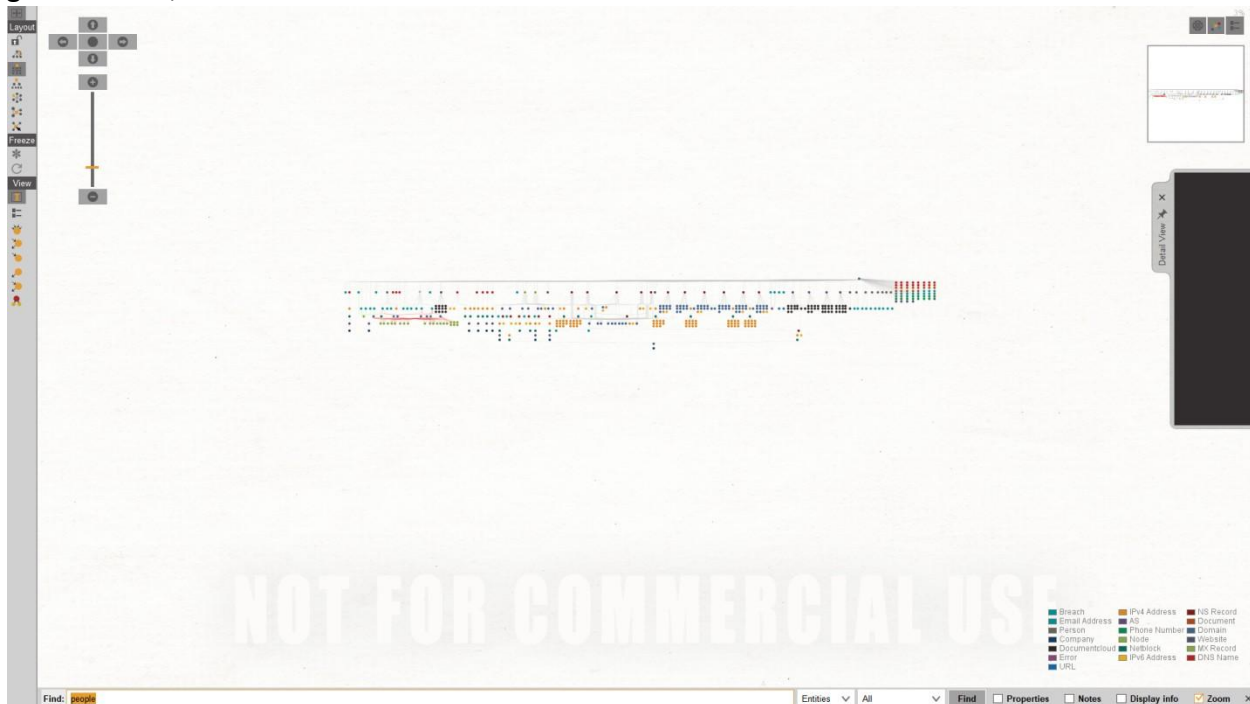 Layout
Freeze
View
Detail View
NOT FOR COMMERCIAL USE
Breach
Email Address
Person
Company
Documentcloud
Error
URL
IPv4 Address
AS
Phone Number
Node
Netblock
IPv6 Address
NS Record
Document
Domain
Website
MX Record
DNS Name
Find: people Entities All Find Properties Notes Display info Zoom